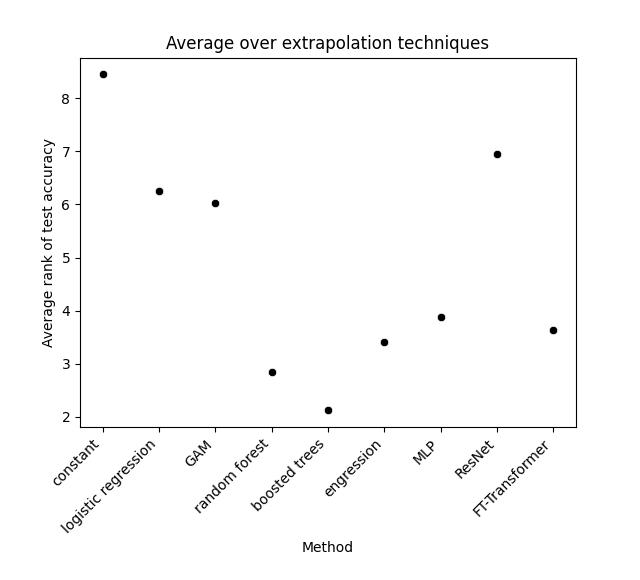 Average over extrapolation techniques
Average rank of test accuracy
8
7
6
5
4
3
2
constant
logistic regression
GAM
random forest
boosted trees
engression
MLP
ResNet
FT-Transformer
Method